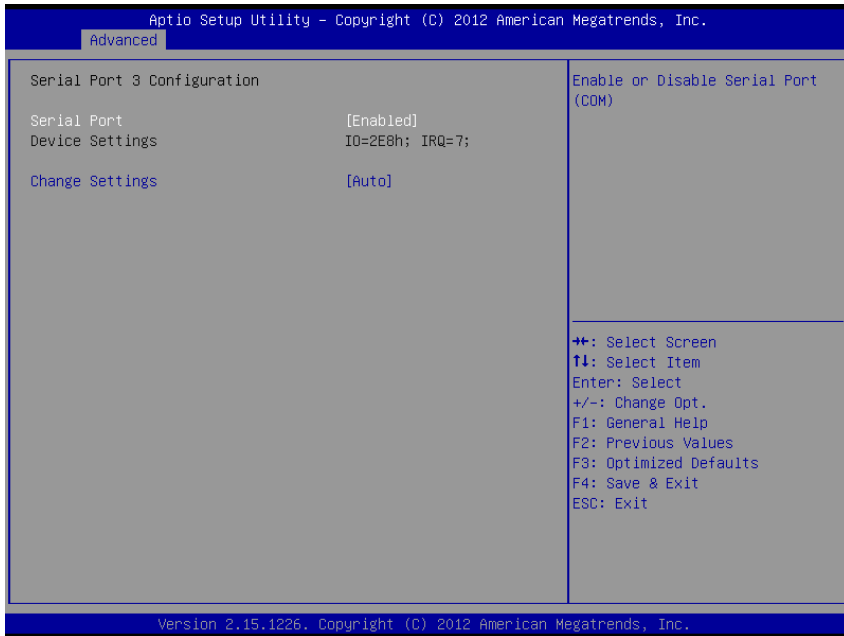 Aptio Setup Utility – Copyright (C) 2012 American Megatrends, Inc.
Advanced
Serial Port 3 Configuration
Serial Port [Enabled]
Device Settings IO=2E8h; IRQ=7;
Change Settings [Auto]
Enable or Disable Serial Port
(COM)
→←: Select Screen
↑↓: Select Item
Enter: Select
+/-: Change Opt.
F1: General Help
F2: Previous Values
F3: Optimized Defaults
F4: Save & Exit
ESC: Exit
Version 2.15.1226. Copyright (C) 2012 American Megatrends, Inc.